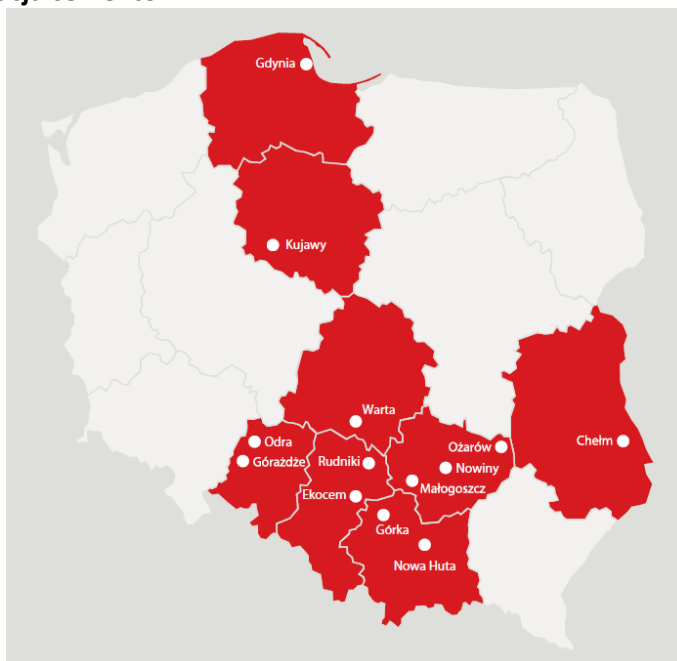 Gdynia
Kujawy
Warta
Odra
Ożarów
Chełm
Górażdże
Rudniki
Nowiny
Małogoszcz
Ekocem
Górka
Nowa Huta